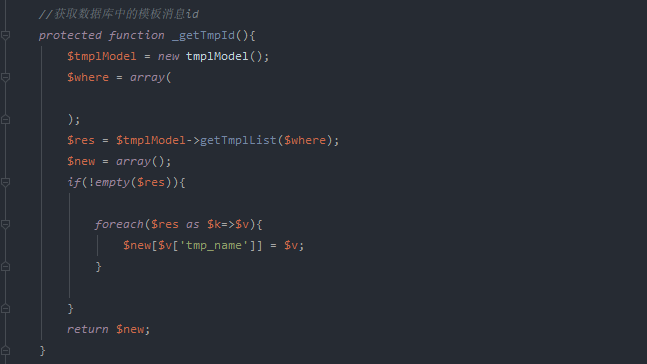 //获取数据库中的模板消息id
protected function _getTmpId(){
$tmplModel = new tmplModel();
$where = array(
);
$res = $tmplModel->getTmplList($where);
$new = array();
if(!empty($res)){
foreach($res as $k=>$v){
$new[$v['tmp_name']] = $v;
}
}
return $new;
}